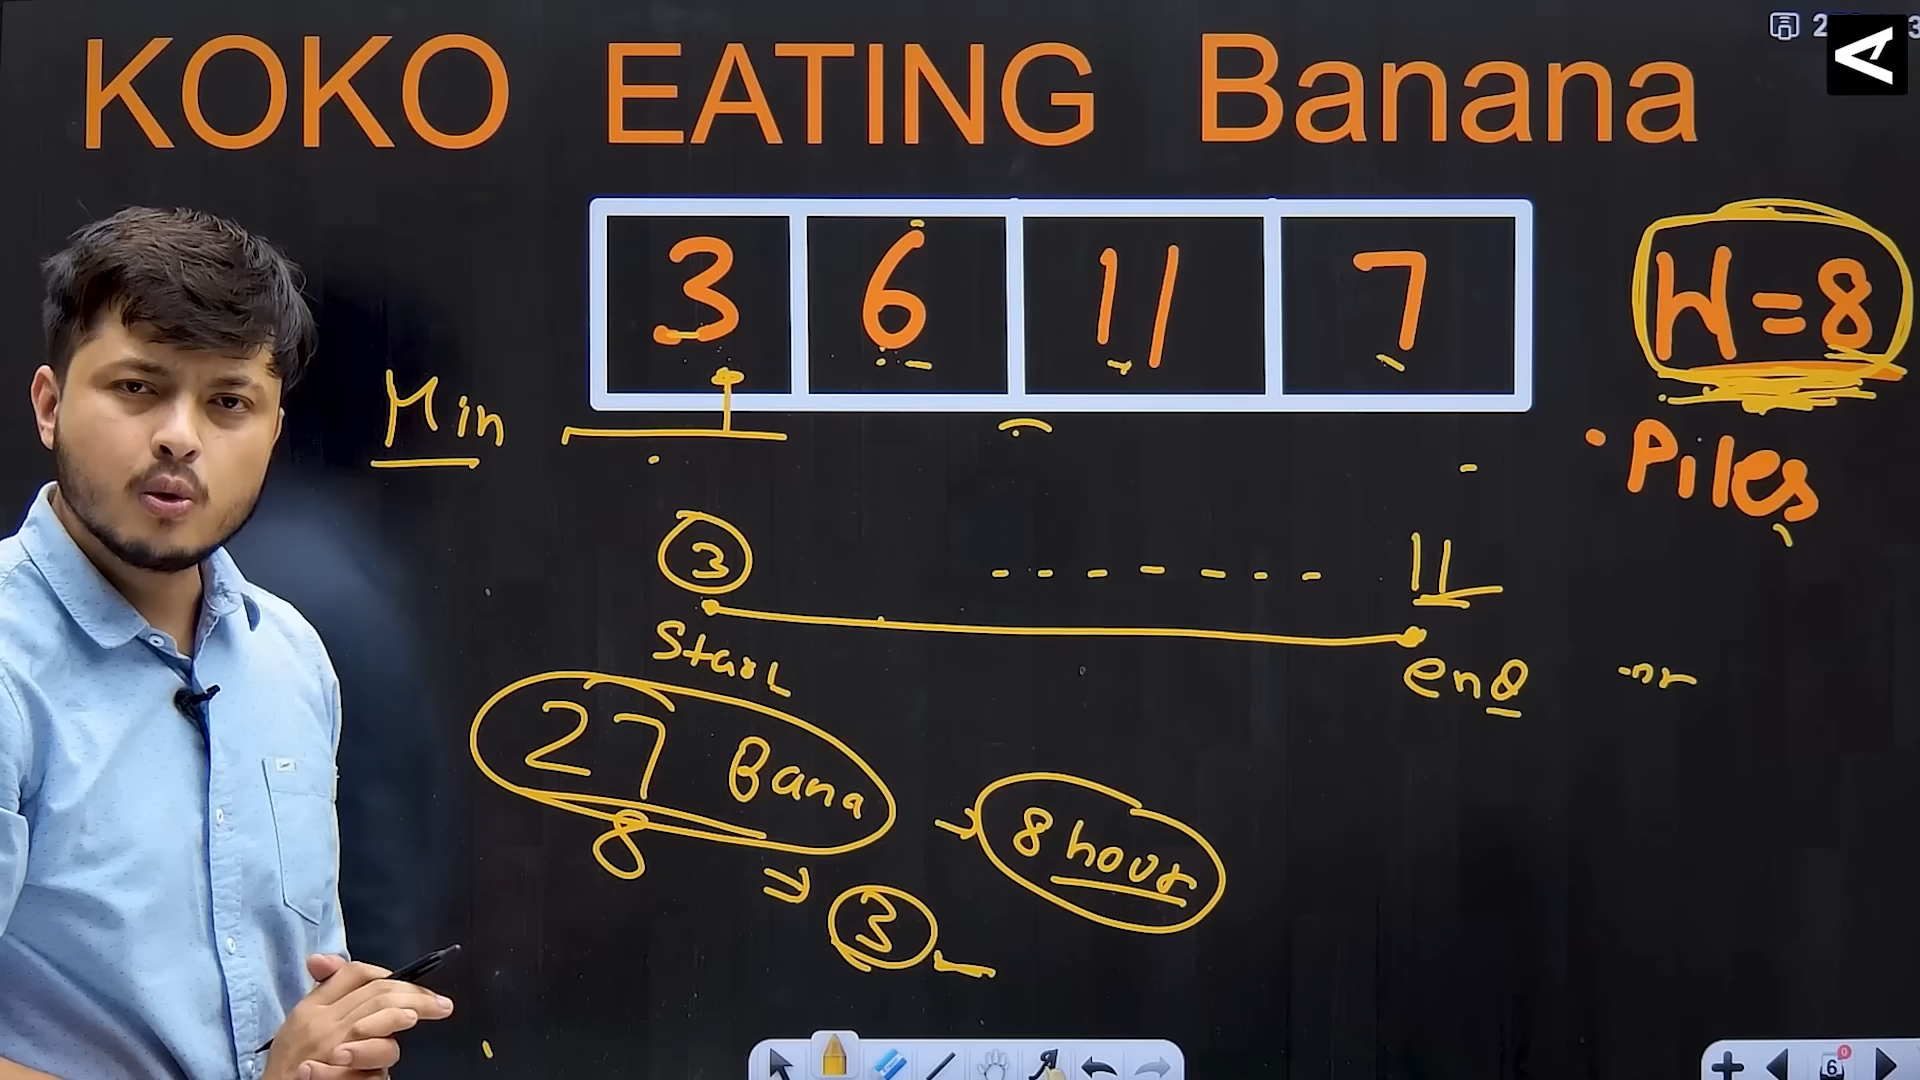 KOKO EATING Banana
3 6 11 7
H=8
Min
Piles
3 11
Start end
27 Bana
8
8 hour
3
6